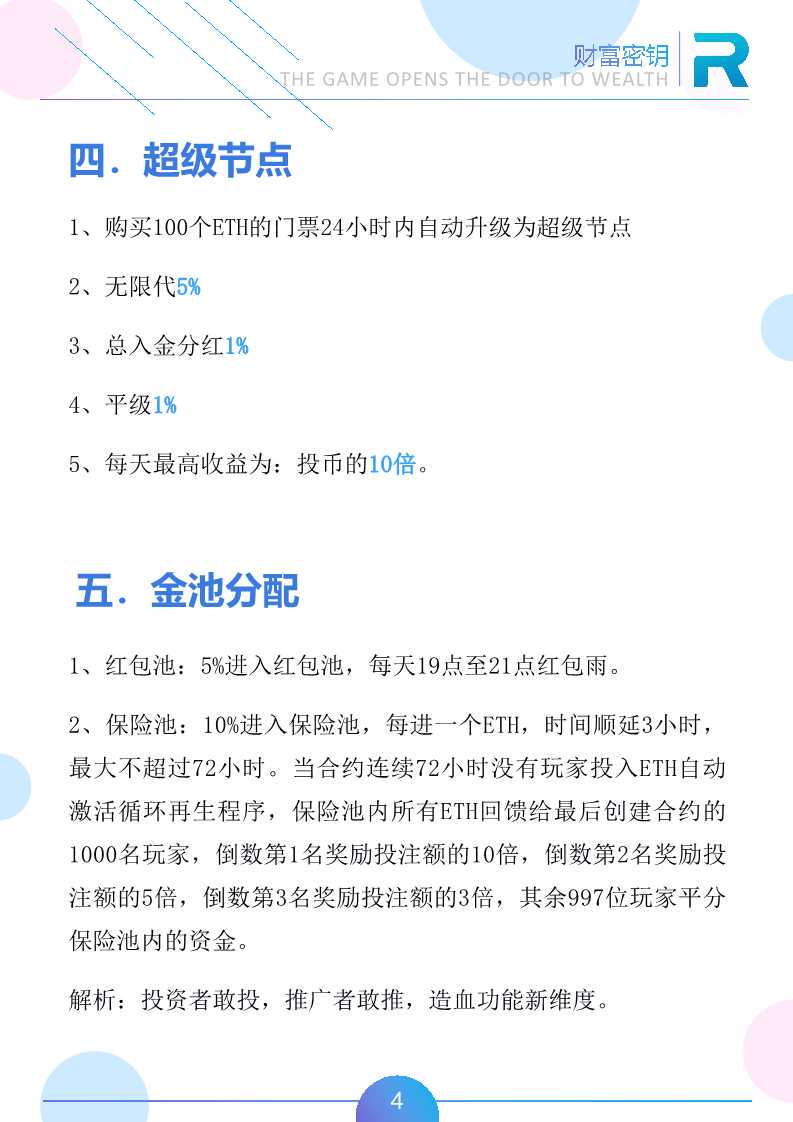 财富密钥
THE GAME OPENS THE DOOR TO WEALTH
R
四. 超级节点
1、购买100个ETH的门票24小时内自动升级为超级节点
2、无限代5%
3、总入金分红1%
4、平级1%
5、每天最高收益为：投币的10倍。
五. 金池分配
1、红包池：5%进入红包池，每天19点至21点红包雨。
2、保险池：10%进入保险池，每进一个ETH，时间顺延3小时，
最大不超过72小时。当合约连续72小时没有玩家投入ETH自动
激活循环再生程序，保险池内所有ETH回馈给最后创建合约的
1000名玩家，倒数第1名奖励投注额的10倍，倒数第2名奖励投
注额的5倍，倒数第3名奖励投注额的3倍，其余997位玩家平分
保险池内的资金。
解析：投资者敢投，推广者敢推，造血功能新维度。
4